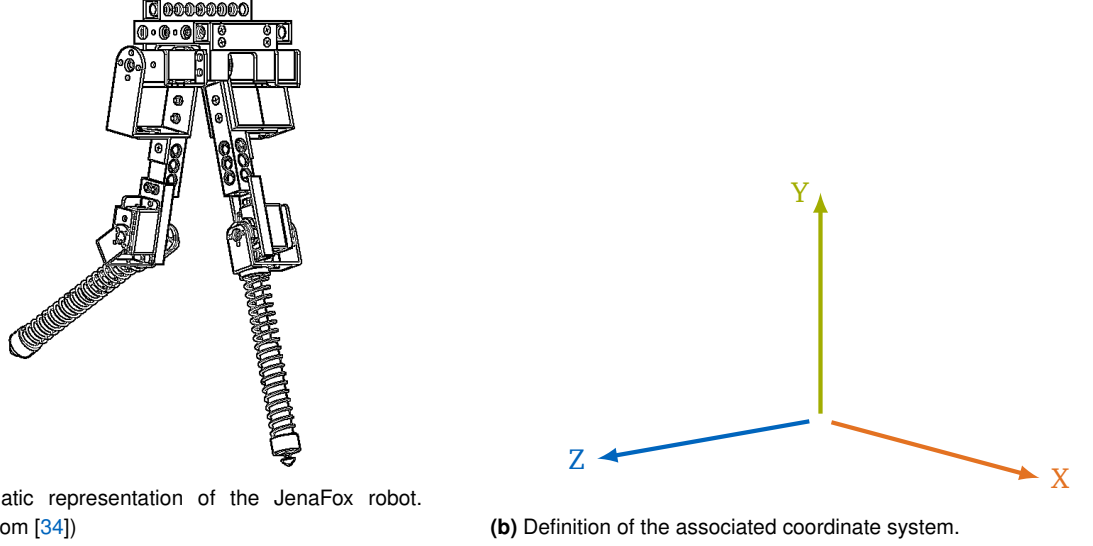 Y
Z
X
atic representation of the JenaFox robot.
om [34])
(b) Definition of the associated coordinate system.